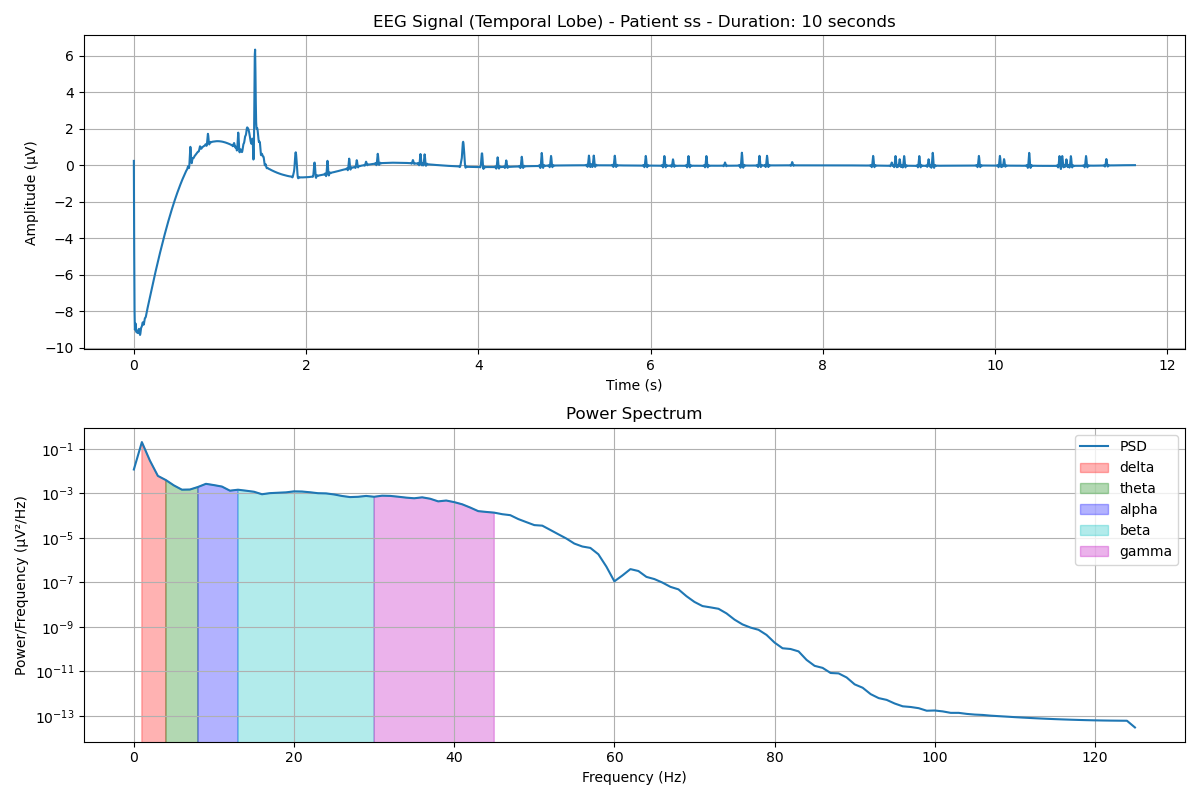 EEG Signal (Temporal Lobe) - Patient ss - Duration: 10 seconds
Amplitude (µV)
6
4
2
0
−2
−4
−6
−8
−10
0 2 4 6 8 10 12
Time (s)
Power Spectrum
Power/Frequency (µV²/Hz)
10⁻¹
10⁻³
10⁻⁵
10⁻⁷
10⁻⁹
10⁻¹¹
10⁻¹³
PSD
delta
theta
alpha
beta
gamma
0 20 40 60 80 100 120
Frequency (Hz)